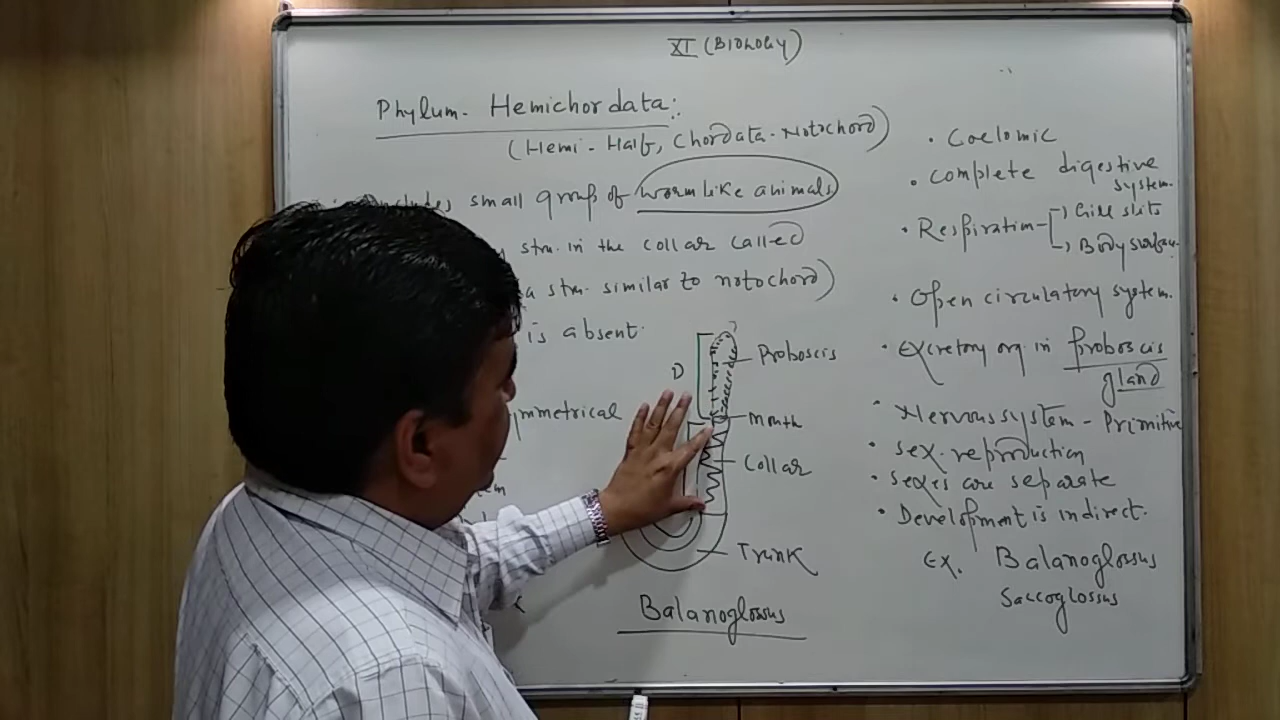 XI (Biology)
Phylum - Hemichordata:
(Hemi - Half, Chordata - Notochord)
Includes small group of worm like animals
stru. in the collar called
a stru. similar to notochord)
is absent.
D
Proboscis
Mouth
Collar
Trunk
Balanoglossus
• Coelomic
• Complete digestive
system.
• Respiration - Gill slits
Body surface.
• Open circulatory system.
• Excretory org. in Proboscis
gland
• Nervous system - Primitive
• Sex. reproduction
• Sexes are separate
• Development is indirect.
Ex. Balanoglossus
Saccoglossus